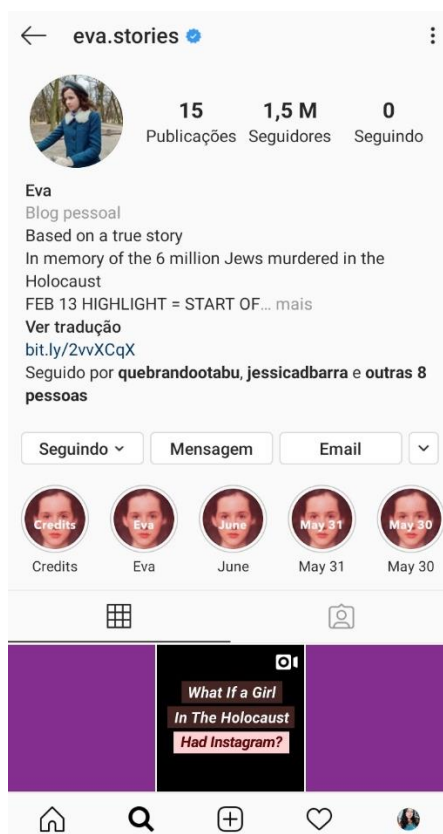 eva.stories
15 1,5 M 0
Publicações Seguidores Seguindo
Eva
Blog pessoal
Based on a true story
In memory of the 6 million Jews murdered in the
Holocaust
FEB 13 HIGHLIGHT = START OF… mais
Ver tradução
bit.ly/2vvXCqX
Seguido por quebrandootabu, jessicadbarra e outras 8
pessoas
Seguindo Mensagem Email
Credits Eva June May 31 May 30
Credits Eva June May 31 May 30
What If a Girl
In The Holocaust
Had Instagram?